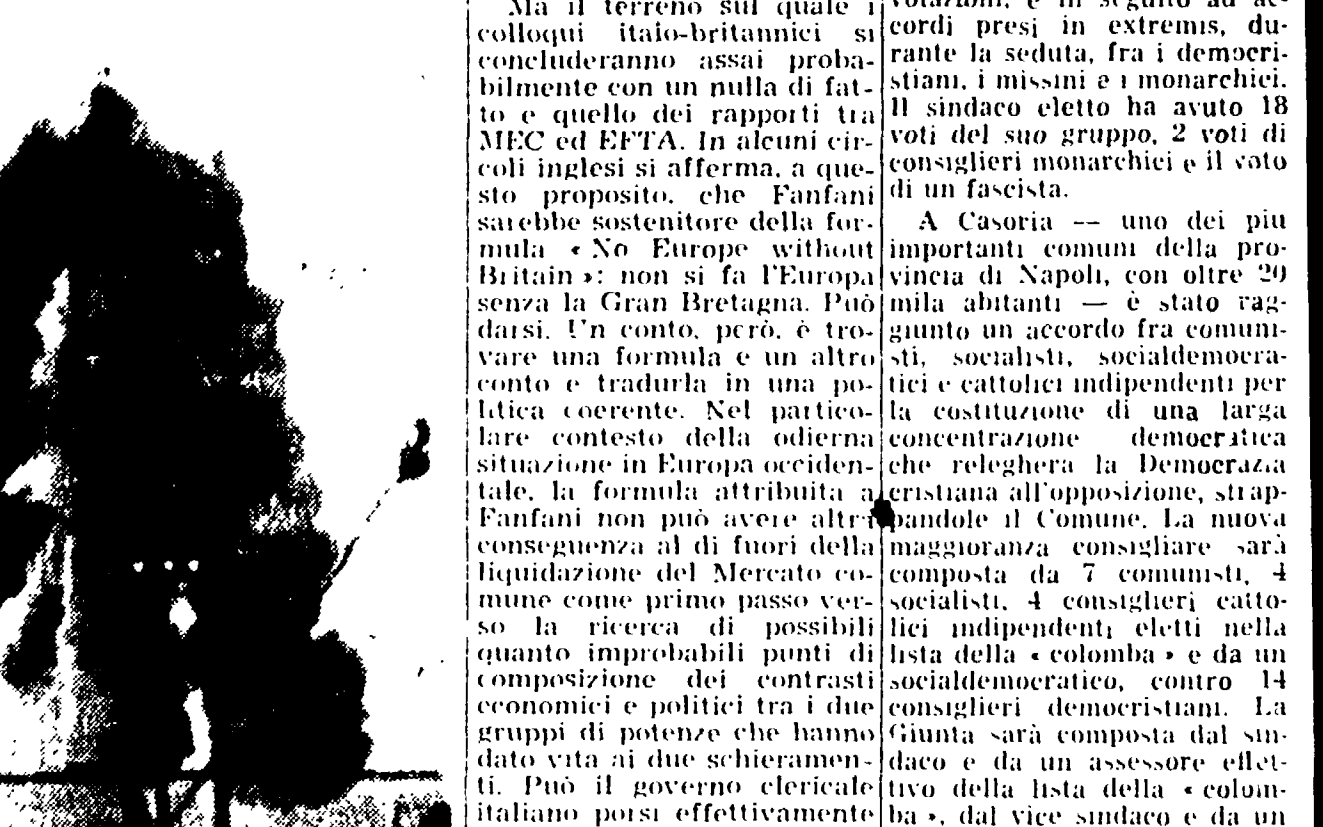 Ma il terreno sul quale i
colloqui italo-britannici si
concluderanno assai proba-
bilmente con un nulla di fat-
to e quello dei rapporti tra
MEC ed EFTA. In alcuni cir-
coli inglesi si afferma, a que-
sto proposito, che Fanfani
sarebbe sostenitore della for-
mula « No Europe without
Britain »: non si fa l'Europa
senza la Gran Bretagna. Può
darsi. Un conto, però, è tro-
vare una formula e un altro
conto e tradurla in una po-
litica coerente. Nel partico-
lare contesto della odierna
situazione in Europa occiden-
tale, la formula attribuita a
Fanfani non può avere altri
conseguenza al di fuori della
liquidazione del Mercato co-
mune come primo passo ver-
so la ricerca di possibili
quanto improbabili punti di
composizione dei contrasti
economici e politici tra i due
gruppi di potenze che hanno
dato vita ai due schieramen-
ti. Può il governo clericale
italiano porsi effettivamente
votazioni, e in seguito ad ac-
cordi presi in extremis, du-
rante la seduta, fra i democri-
stiani, i missini e i monarchici.
Il sindaco eletto ha avuto 18
voti del suo gruppo, 2 voti di
consiglieri monarchici e il voto
di un fascista.
A Casoria — uno dei piu
importanti comuni della pro-
vincia di Napoli, con oltre 20
mila abitanti — è stato rag-
giunto un accordo fra comuni-
sti, socialisti, socialdemocra-
tici e cattolici indipendenti per
la costituzione di una larga
concentrazione democratica
che releghera la Democrazia
cristiana all'opposizione, strap-
pandole il Comune. La nuova
maggioranza consigliare sarà
composta da 7 comunisti, 4
socialisti, 4 consiglieri catto-
lici indipendenti eletti nella
lista della « colomba » e da un
socialdemocratico, contro 14
consiglieri democristiani. La
Giunta sarà composta dal sin-
daco e da un assessore effet-
tivo della lista della « colom-
ba », dal vice sindaco e da un